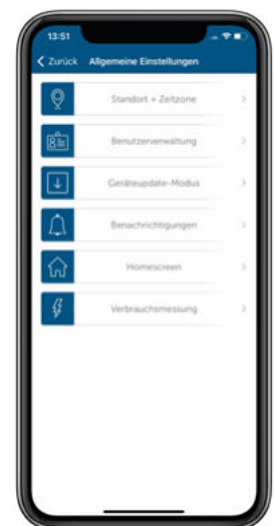 13:51
Zurück Allgemeine Einstellungen
Standort + Zeitzone
Benutzerverwaltung
Geräteupdate-Modus
Benachrichtigungen
Homescreen
Verbrauchsmessung